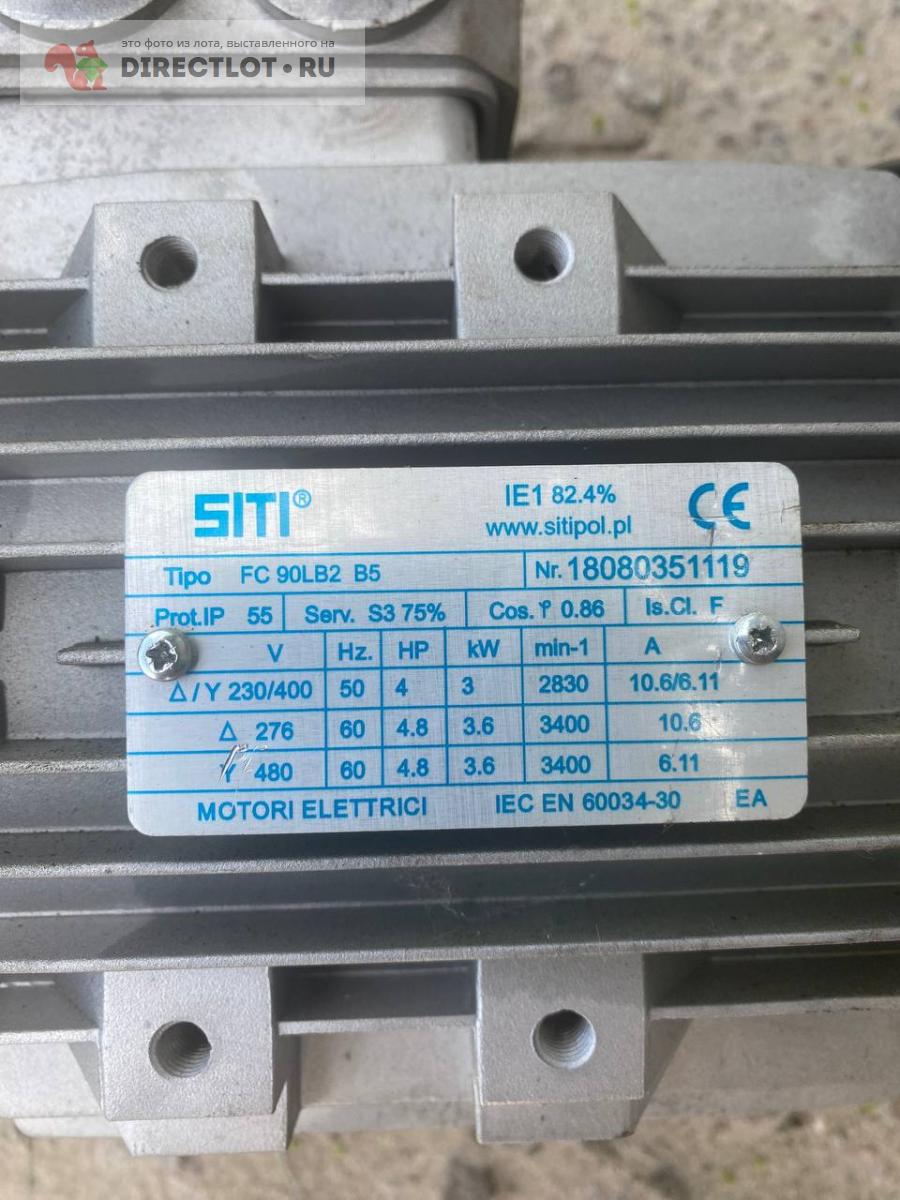 это фото из лота, выставленного на
DIRECTLOT.RU
SITI®
IE1 82.4%
www.sitipol.pl
CE
Tipo FC 90LB2 B5
Nr. 18080351119
Prot.IP 55 Serv. S3 75% Cos. φ 0.86 Is.Cl. F
V Hz. HP kW min-1 A
Δ/Y 230/400 50 4 3 2830 10.6/6.11
Δ 276 60 4.8 3.6 3400 10.6
Y 480 60 4.8 3.6 3400 6.11
MOTORI ELETTRICI IEC EN 60034-30 EA